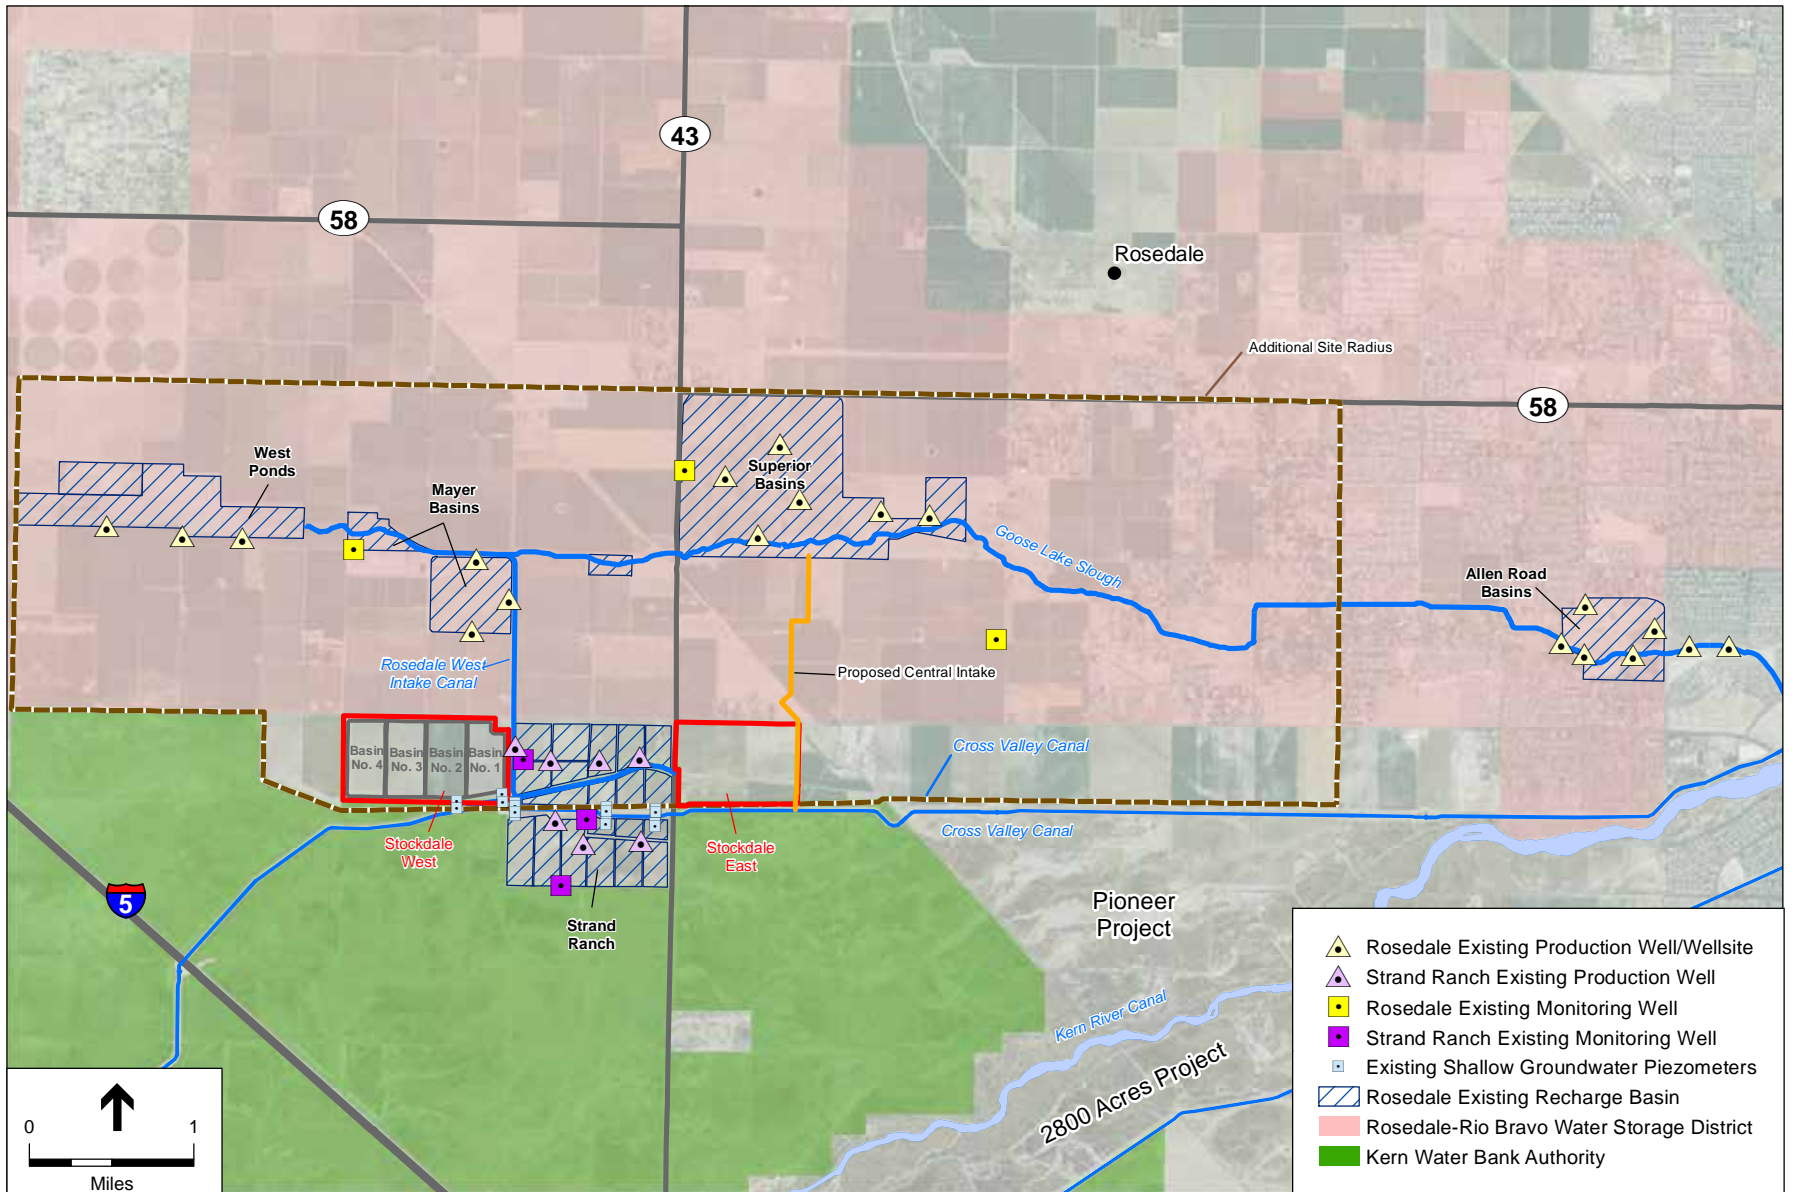 43
58
Rosedale
Additional Site Radius
58
West
Ponds
Mayer
Basins
Superior
Basins
Goose Lake Slough
Allen Road
Basins
Rosedale West
Intake Canal
Proposed Central Intake
Basin
No. 4
Basin
No. 3
Basin
No. 2
Basin
No. 1
Cross Valley Canal
Cross Valley Canal
Stockdale
West
Stockdale
East
5
Strand
Ranch
Pioneer
Project
Kern River Canal
2800 Acres Project
0 1
Miles
Rosedale Existing Production Well/Wellsite
Strand Ranch Existing Production Well
Rosedale Existing Monitoring Well
Strand Ranch Existing Monitoring Well
Existing Shallow Groundwater Piezometers
Rosedale Existing Recharge Basin
Rosedale-Rio Bravo Water Storage District
Kern Water Bank Authority